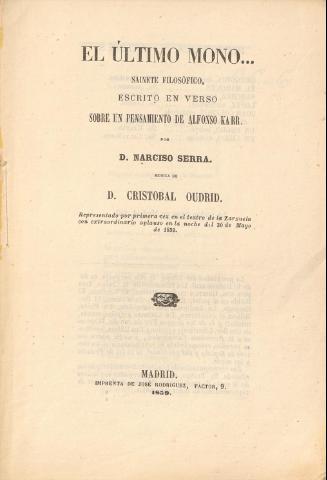 EL ÚLTIMO MONO...
SAINETE FILOSÓFICO,
ESCRITO EN VERSO
SOBRE UN PENSAMIENTO DE ALFONSO KARR.
POR
D. NARCISO SERRA.
MUSICA DE
D. CRISTOBAL OUDRID.
Representado por primera vez en el teatro de la Zarzuela
con extraordinario aplauso en la noche del 30 de Mayo
de 1859.
MADRID.
IMPRENTA DE JOSÉ RODRIGUEZ, FACTOR, 9.
1859.